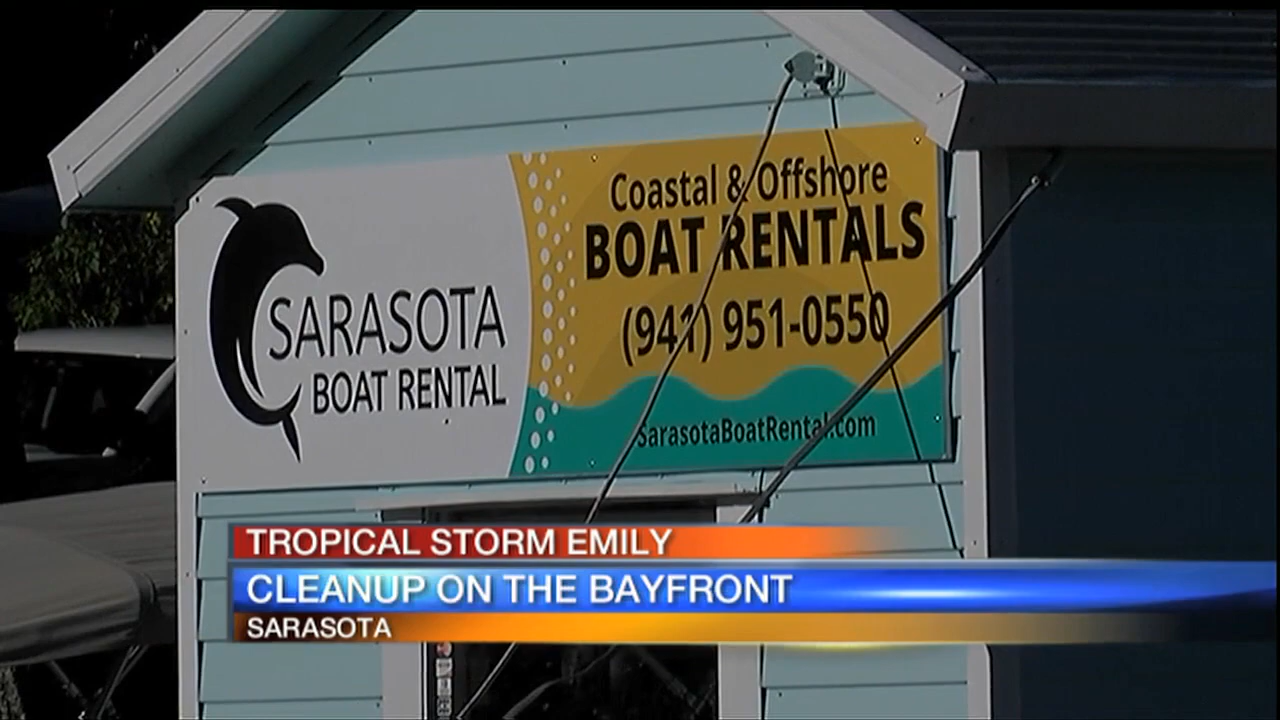 SARASOTA
BOAT RENTAL
Coastal & Offshore
BOAT RENTALS
(941) 951-0550
SarasotaBoatRental.com
TROPICAL STORM EMILY
CLEANUP ON THE BAYFRONT
SARASOTA